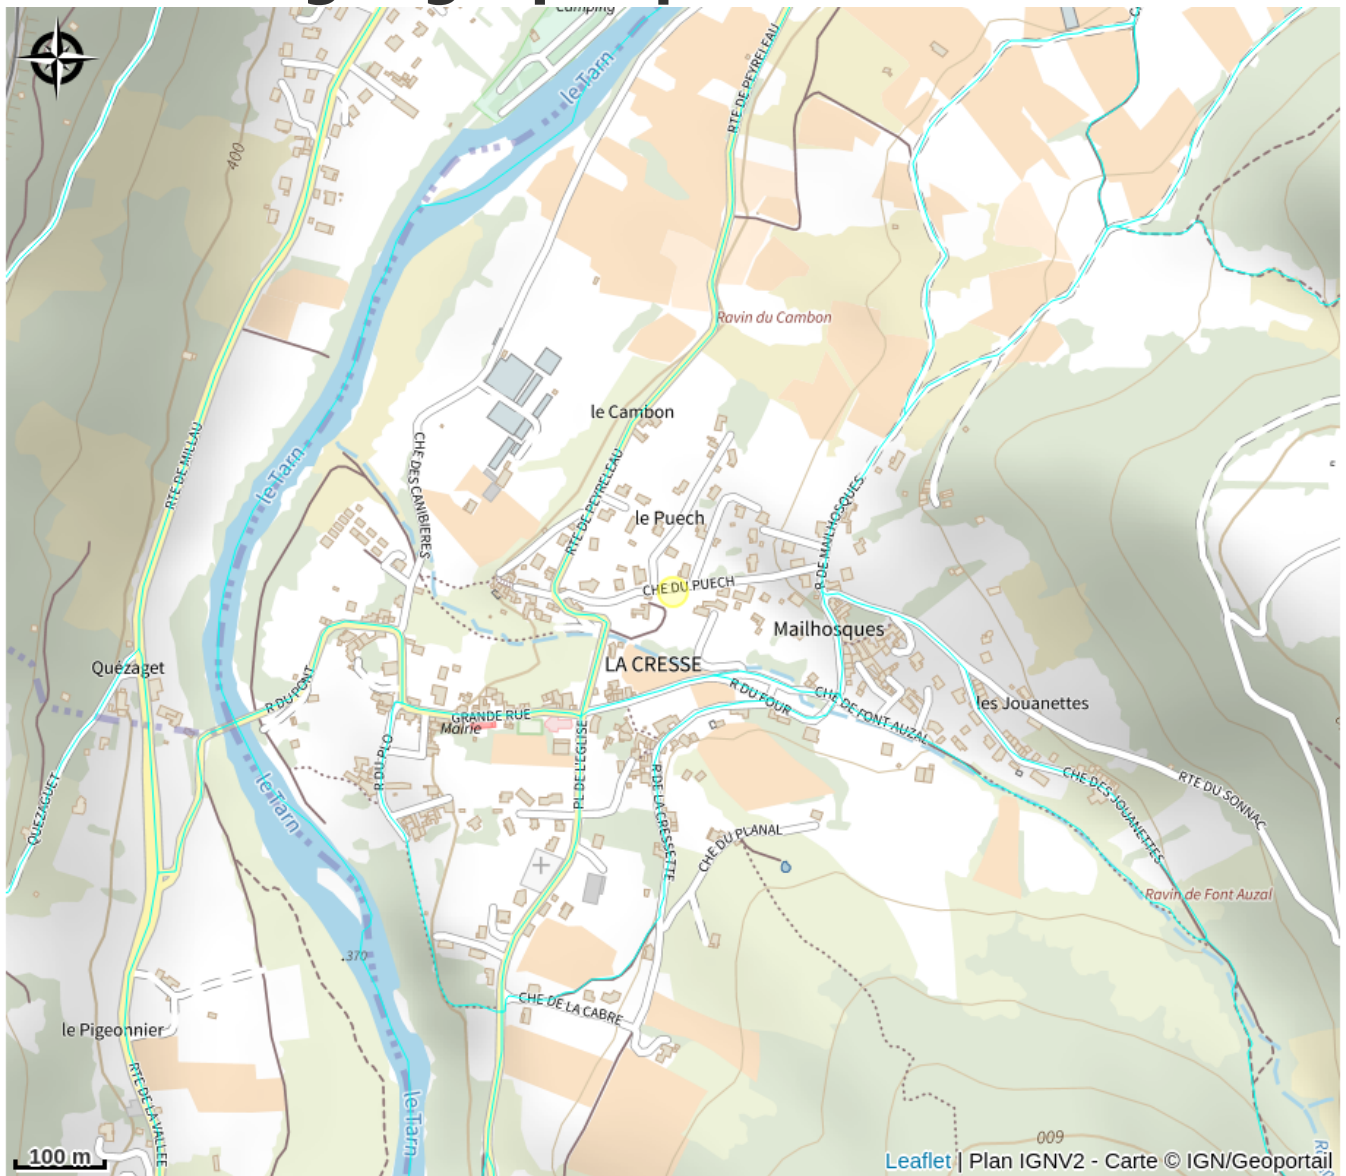 Camping
le Tarn
RTE DE PEYRELEAU
400
Ravin du Cambon
le Cambon
RTE DE MILLAU
le Tarn
CHE DES CANIBIERES
RTE DE PEYRELEAU
le Puech
R DE MAILHOSQUES
CHE DU PUECH
Mailhosques
Quézaget
LA CRESSE
R DU PONT
R DU FOUR
CHE DE FONT AUZAL
les Jouanettes
GRANDE RUE
Mairie
R DU PLO
PL DE L'EGLISE
R DE LA CRESSETTE
QUEZAGUET
le Tarn
CHE DES JOUANETTES
RTE DU SONNAC
CHE DU PLANAL
Ravin de Font Auzal
.370
CHE DE LA CABRE
le Pigeonnier
RTE DE LA VALLEE
le Tarn
600
100 m
Leaflet | Plan IGNV2 - Carte © IGN/Geoportail